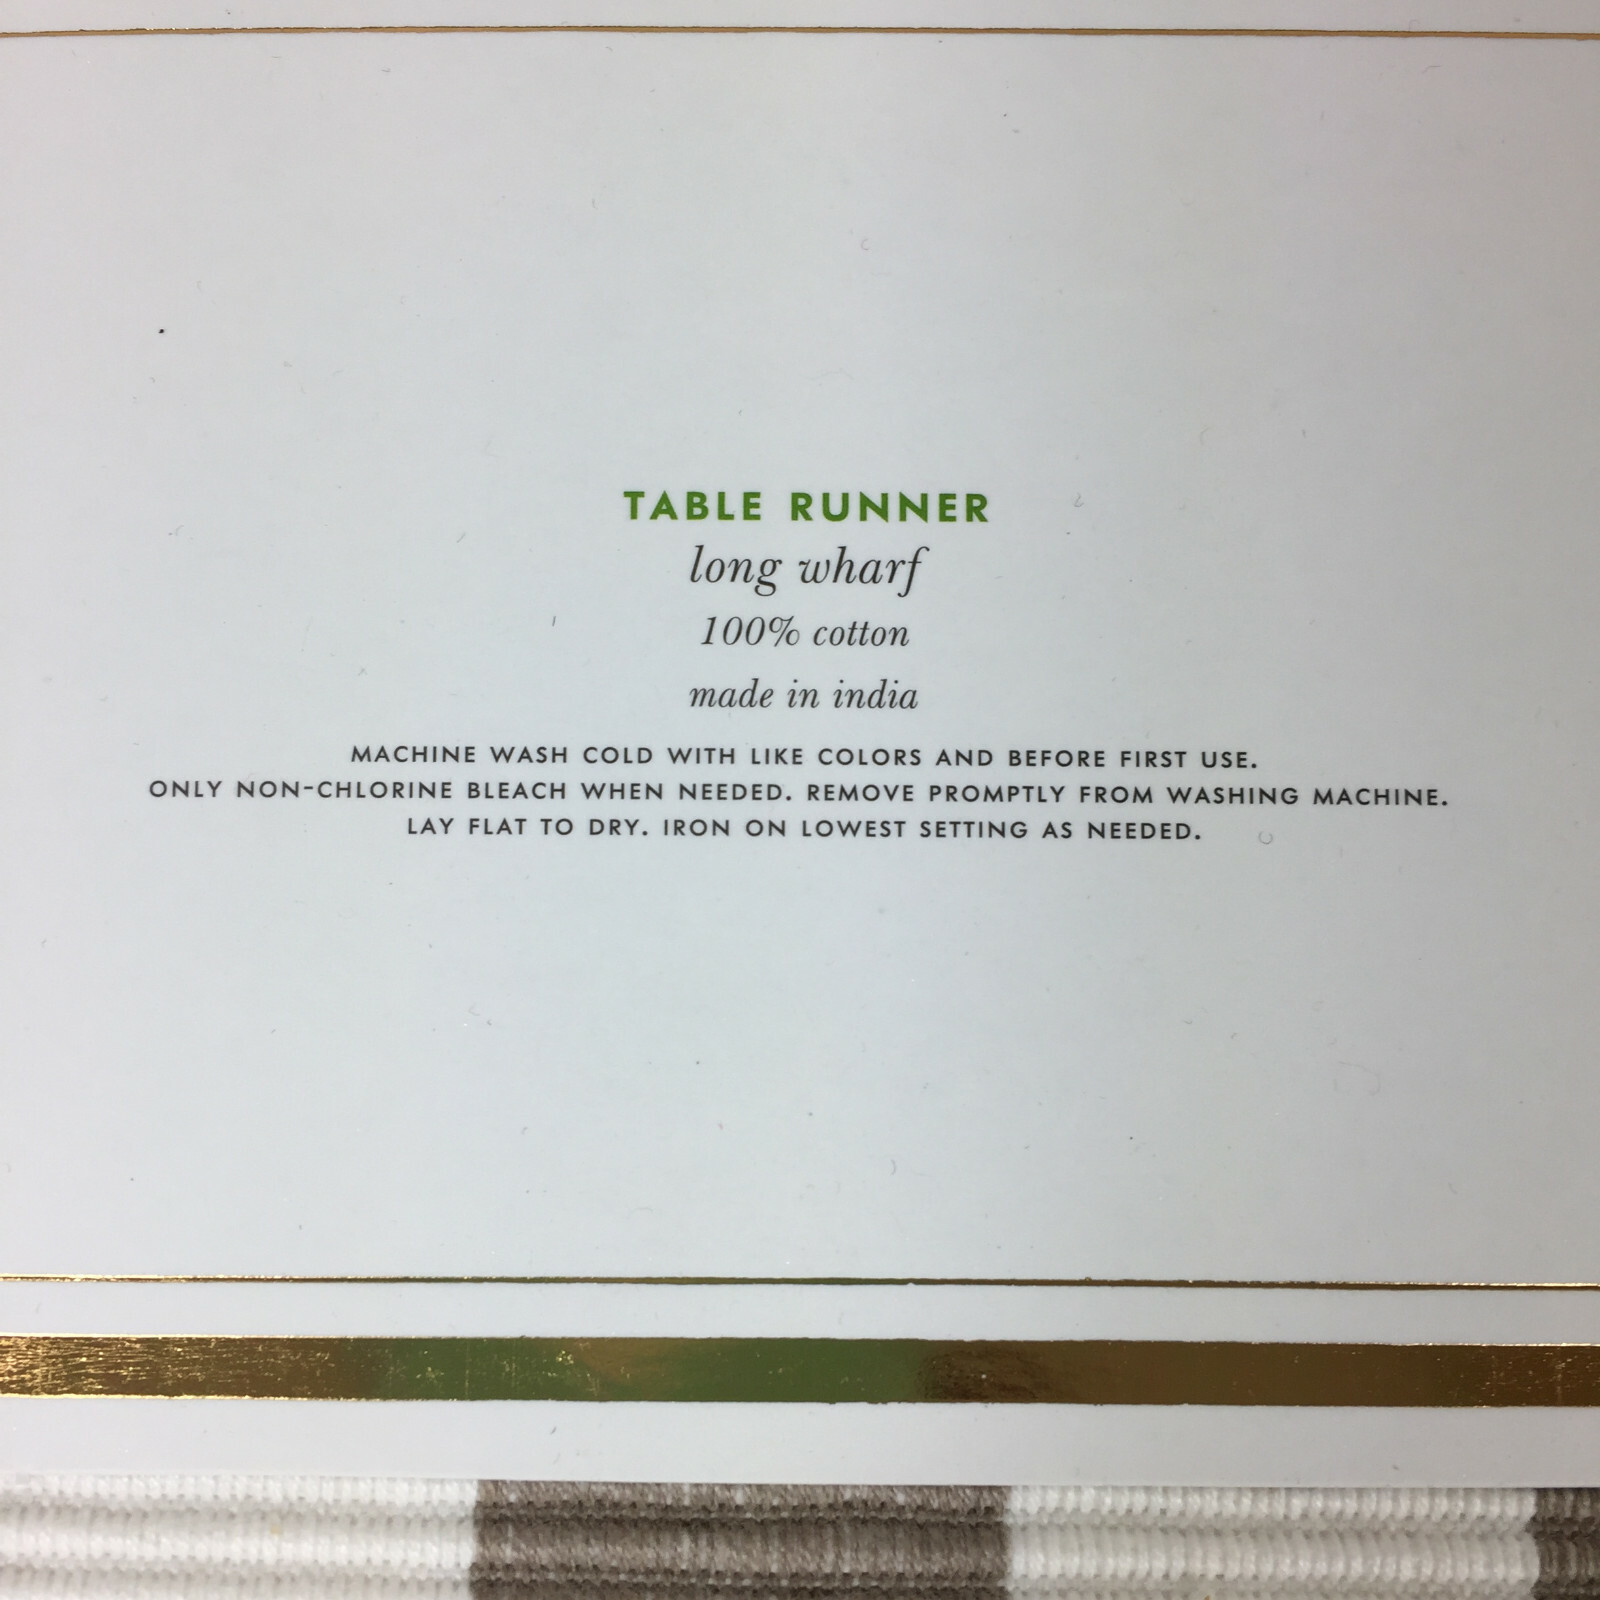 TABLE RUNNER
long wharf
100% cotton
made in india
MACHINE WASH COLD WITH LIKE COLORS AND BEFORE FIRST USE.
ONLY NON-CHLORINE BLEACH WHEN NEEDED. REMOVE PROMPTLY FROM WASHING MACHINE.
LAY FLAT TO DRY. IRON ON LOWEST SETTING AS NEEDED.